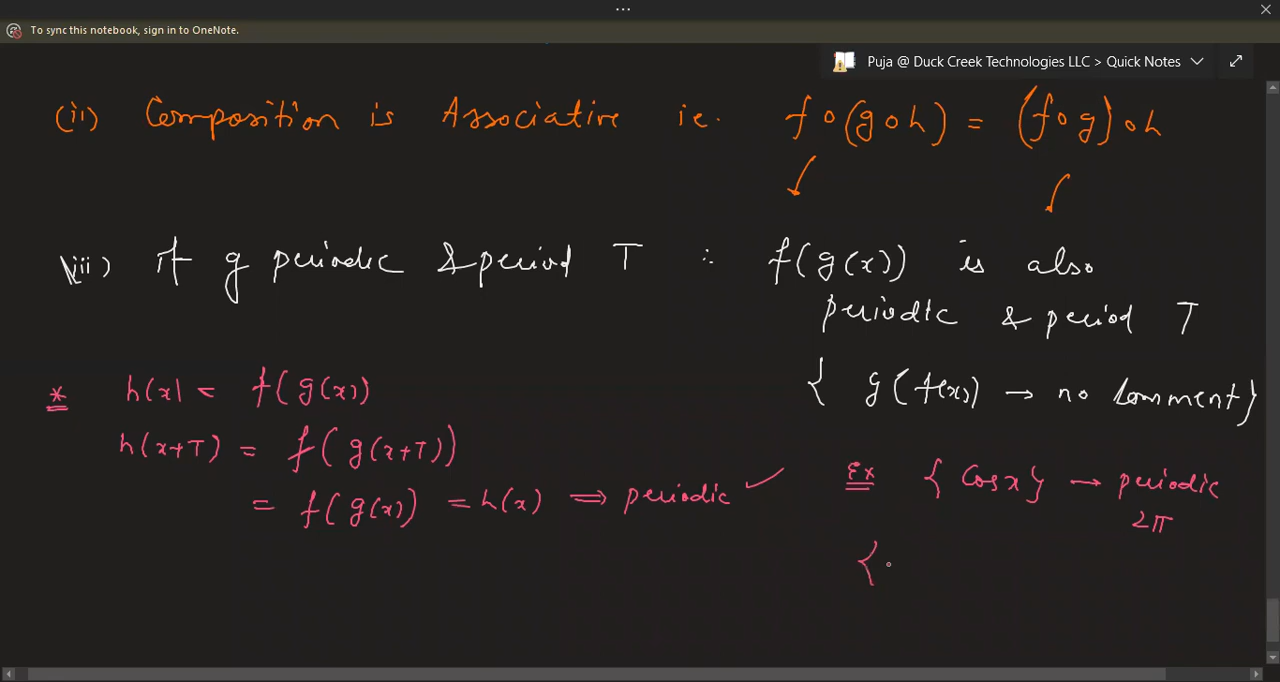 ...
To sync this notebook, sign in to OneNote.
Puja @ Duck Creek Technologies LLC > Quick Notes
(ii) Composition is Associative ie. f o (g o h) = (f o g) o h
(iii) if g periodic & period T ∴ f(g(x)) is also
periodic & period T
{ g(f(x)) → no Comment}
* h(x) = f(g(x))
h(x+T) = f(g(x+T))
= f(g(x)) = h(x) ⟹ periodic ✓
Ex { Cos x } → periodic
2π
{